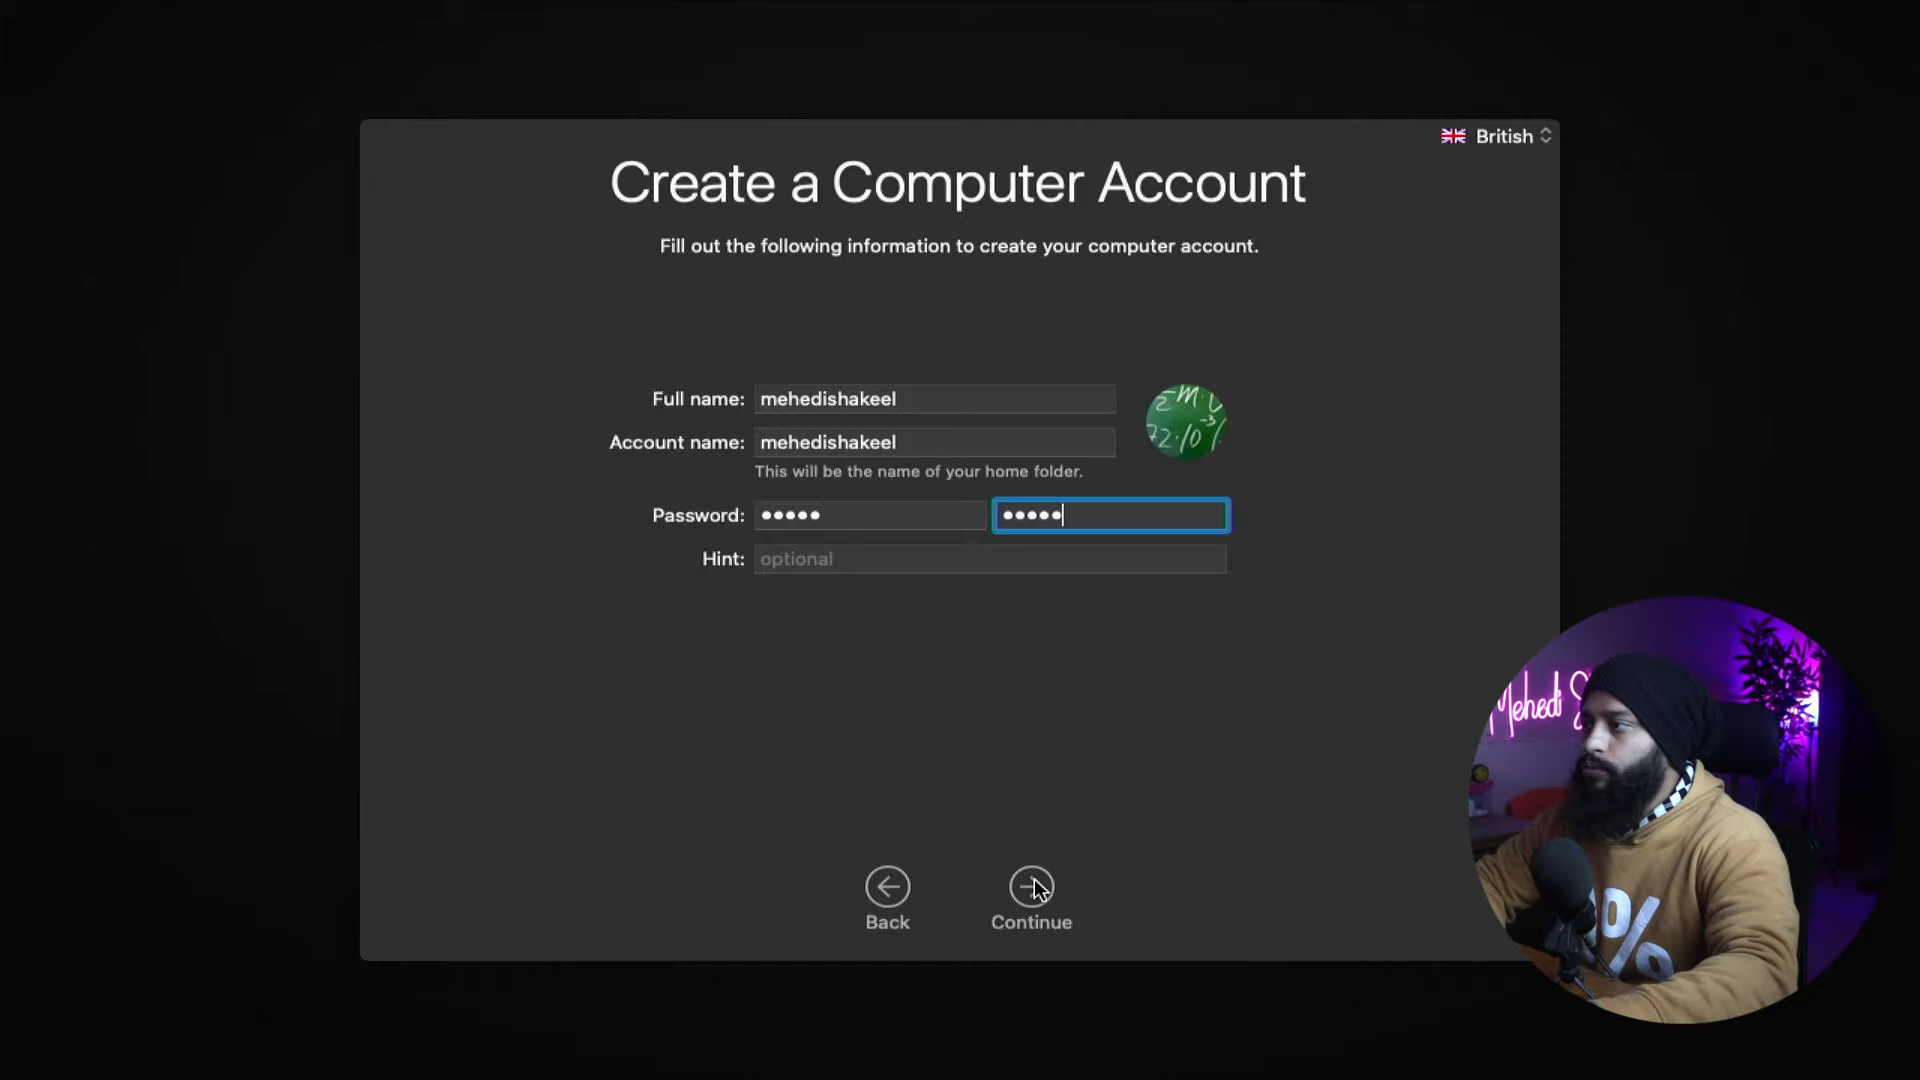 British
Create a Computer Account
Fill out the following information to create your computer account.
Full name: mehedishakeel
Account name: mehedishakeel
This will be the name of your home folder.
Password: ••••• •••••
Hint: optional
Back
Continue
Mehedi
%